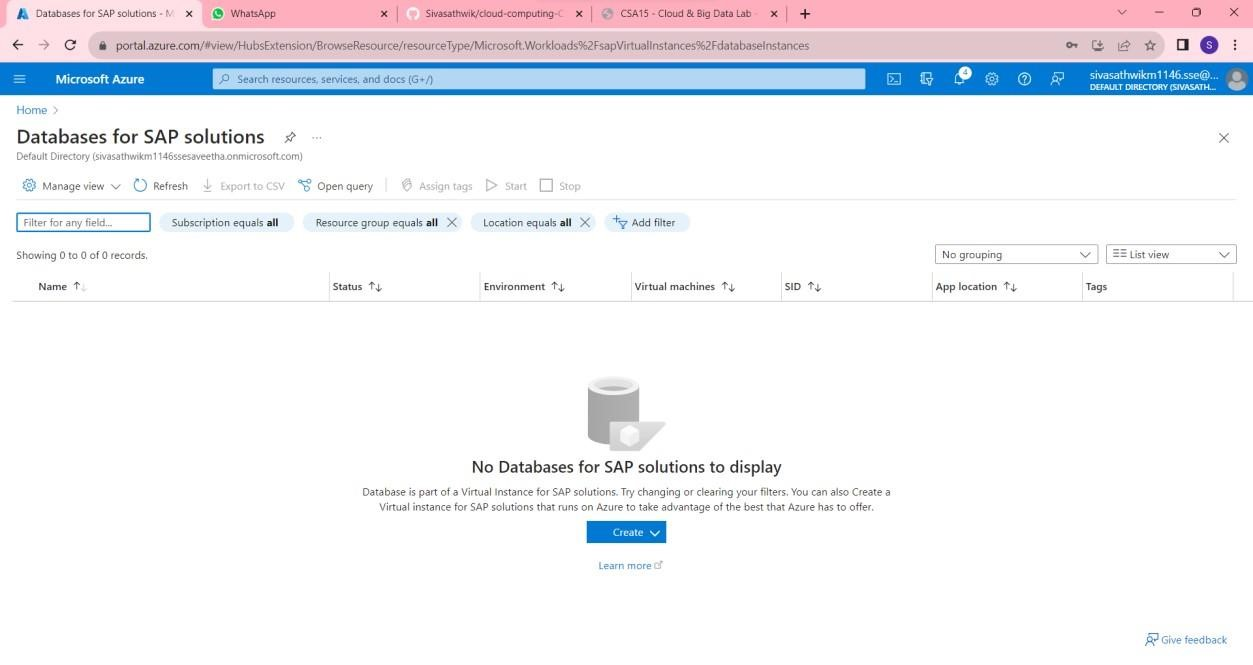 Databases for SAP solutions - M
WhatsApp
Sivasathwik/cloud-computing-C
CSA15 - Cloud & Big Data Lab -
portal.azure.com/#view/HubsExtension/BrowseResource/resourceType/Microsoft.Workloads%2FsapVirtualInstances%2FdatabaseInstances
S
Microsoft Azure
Search resources, services, and docs (G+/)
4
sivasathwikm1146.sse@...
DEFAULT DIRECTORY (SIVASATH...
Home >
Databases for SAP solutions
...
Default Directory (sivasathwikm1146ssesaveetha.onmicrosoft.com)
Manage view Refresh Export to CSV Open query Assign tags Start Stop
Filter for any field... Subscription equals all Resource group equals all Location equals all Add filter
Showing 0 to 0 of 0 records.
No grouping List view
Name Status Environment Virtual machines SID App location Tags
No Databases for SAP solutions to display
Database is part of a Virtual Instance for SAP solutions. Try changing or clearing your filters. You can also Create a
Virtual instance for SAP solutions that runs on Azure to take advantage of the best that Azure has to offer.
Create
Learn more
Give feedback